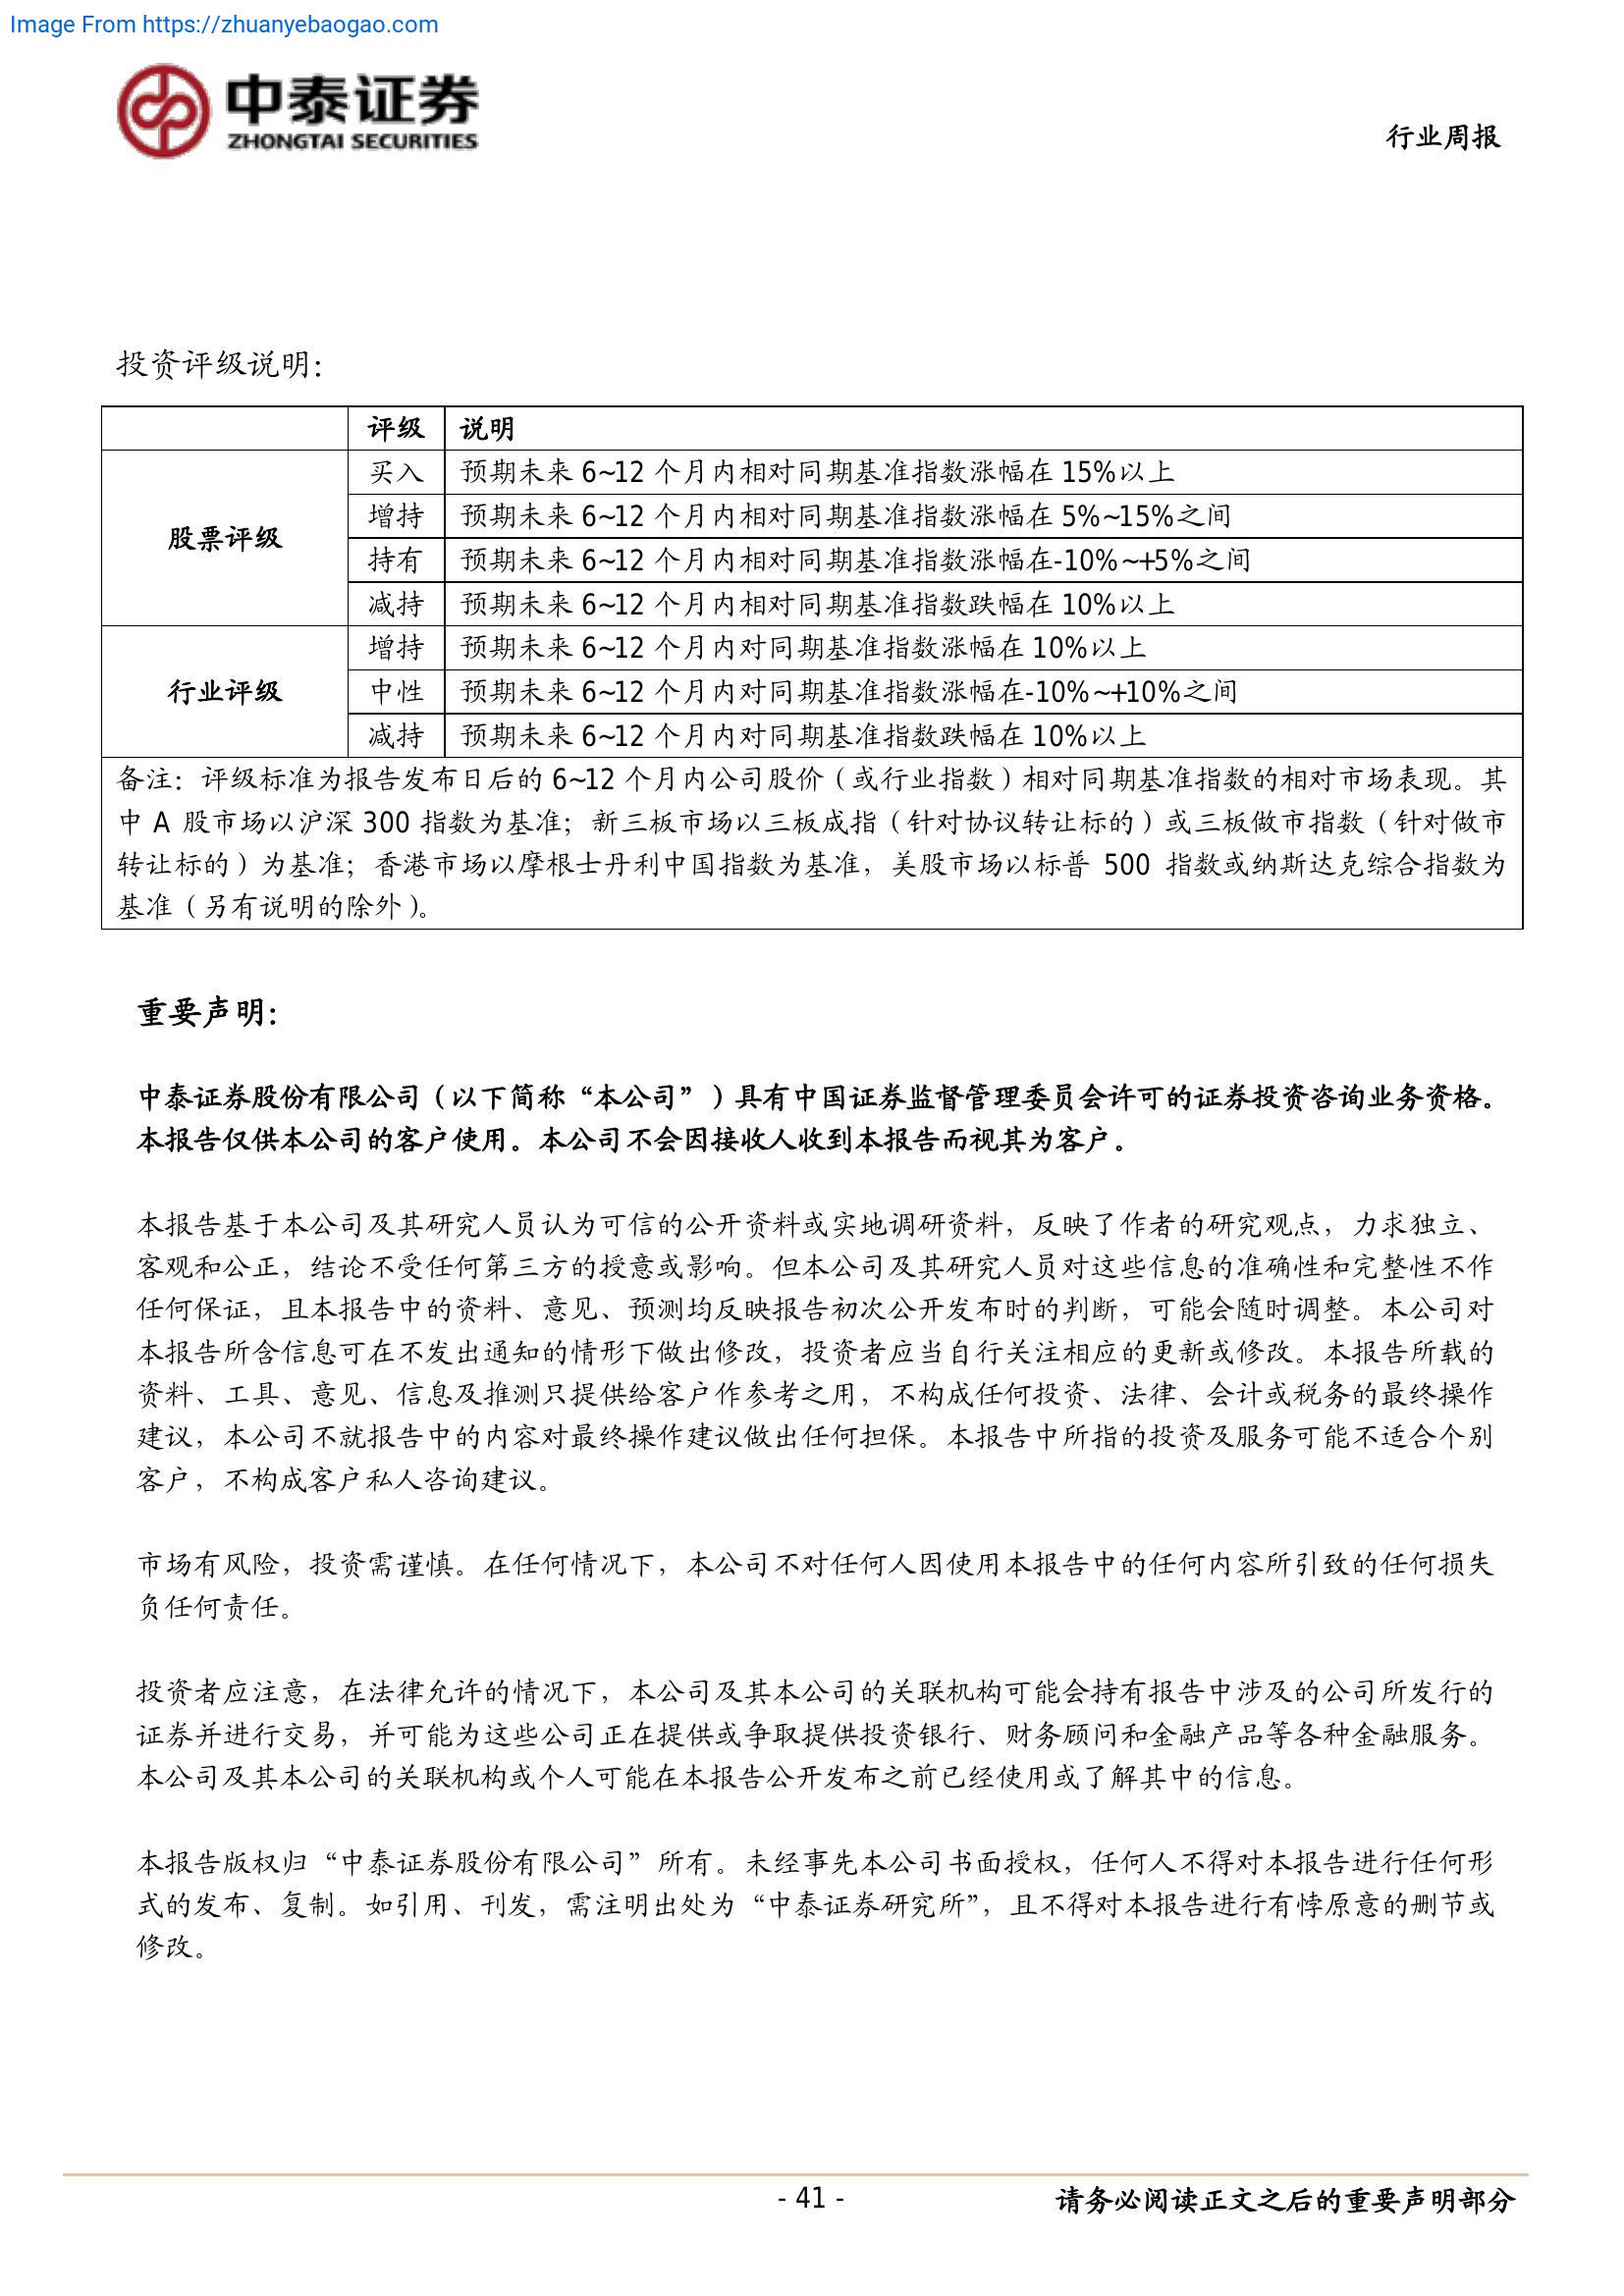 Image From https://zhuanyebaogao.com
中泰证券
ZHONGTAI SECURITIES
行业周报
投资评级说明：
评级 说明
股票评级
买入 预期未来 6~12 个月内相对同期基准指数涨幅在 15%以上
增持 预期未来 6~12 个月内相对同期基准指数涨幅在 5%~15%之间
持有 预期未来 6~12 个月内相对同期基准指数涨幅在-10%~+5%之间
减持 预期未来 6~12 个月内相对同期基准指数跌幅在 10%以上
行业评级
增持 预期未来 6~12 个月内对同期基准指数涨幅在 10%以上
中性 预期未来 6~12 个月内对同期基准指数涨幅在-10%~+10%之间
减持 预期未来 6~12 个月内对同期基准指数跌幅在 10%以上
备注：评级标准为报告发布日后的 6~12 个月内公司股价（或行业指数）相对同期基准指数的相对市场表现。其
中 A 股市场以沪深 300 指数为基准；新三板市场以三板成指（针对协议转让标的）或三板做市指数（针对做市
转让标的）为基准；香港市场以摩根士丹利中国指数为基准，美股市场以标普 500 指数或纳斯达克综合指数为
基准（另有说明的除外）。
重要声明：
中泰证券股份有限公司（以下简称“本公司”）具有中国证券监督管理委员会许可的证券投资咨询业务资格。
本报告仅供本公司的客户使用。本公司不会因接收人收到本报告而视其为客户。
本报告基于本公司及其研究人员认为可信的公开资料或实地调研资料，反映了作者的研究观点，力求独立、
客观和公正，结论不受任何第三方的授意或影响。但本公司及其研究人员对这些信息的准确性和完整性不作
任何保证，且本报告中的资料、意见、预测均反映报告初次公开发布时的判断，可能会随时调整。本公司对
本报告所含信息可在不发出通知的情形下做出修改，投资者应当自行关注相应的更新或修改。本报告所载的
资料、工具、意见、信息及推测只提供给客户作参考之用，不构成任何投资、法律、会计或税务的最终操作
建议，本公司不就报告中的内容对最终操作建议做出任何担保。本报告中所指的投资及服务可能不适合个别
客户，不构成客户私人咨询建议。
市场有风险，投资需谨慎。在任何情况下，本公司不对任何人因使用本报告中的任何内容所引致的任何损失
负任何责任。
投资者应注意，在法律允许的情况下，本公司及其本公司的关联机构可能会持有报告中涉及的公司所发行的
证券并进行交易，并可能为这些公司正在提供或争取提供投资银行、财务顾问和金融产品等各种金融服务。
本公司及其本公司的关联机构或个人可能在本报告公开发布之前已经使用或了解其中的信息。
本报告版权归“中泰证券股份有限公司”所有。未经事先本公司书面授权，任何人不得对本报告进行任何形
式的发布、复制。如引用、刊发，需注明出处为“中泰证券研究所”，且不得对本报告进行有悖原意的删节或
修改。
- 41 -
请务必阅读正文之后的重要声明部分